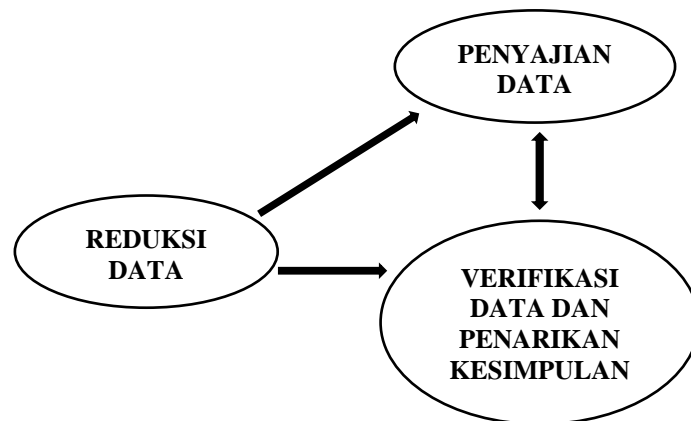 PENYAJIAN
DATA
REDUKSI
DATA
VERIFIKASI
DATA DAN
PENARIKAN
KESIMPULAN